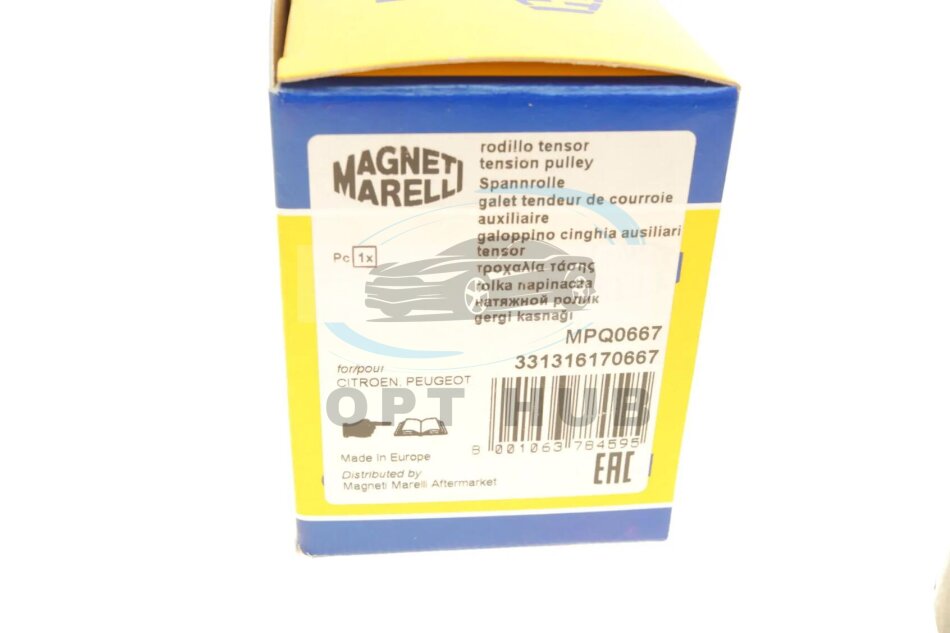 MAGNETI
MARELLI
rodillo tensor
tension pulley
Spannrolle
galet tendeur de courroie
auxiliaire
galoppino cinghia ausiliari
tensor
τροχαλία τάσης
rolka napinacza
натяжной ролик
gergi kasnağı
Pc 1x
MPQ0667
331316170667
for/pour
CITROEN, PEUGEOT
OPT HUB
8 001063 784595
Made In Europe
EAC
Distributed by
Magneti Marelli Aftermarket